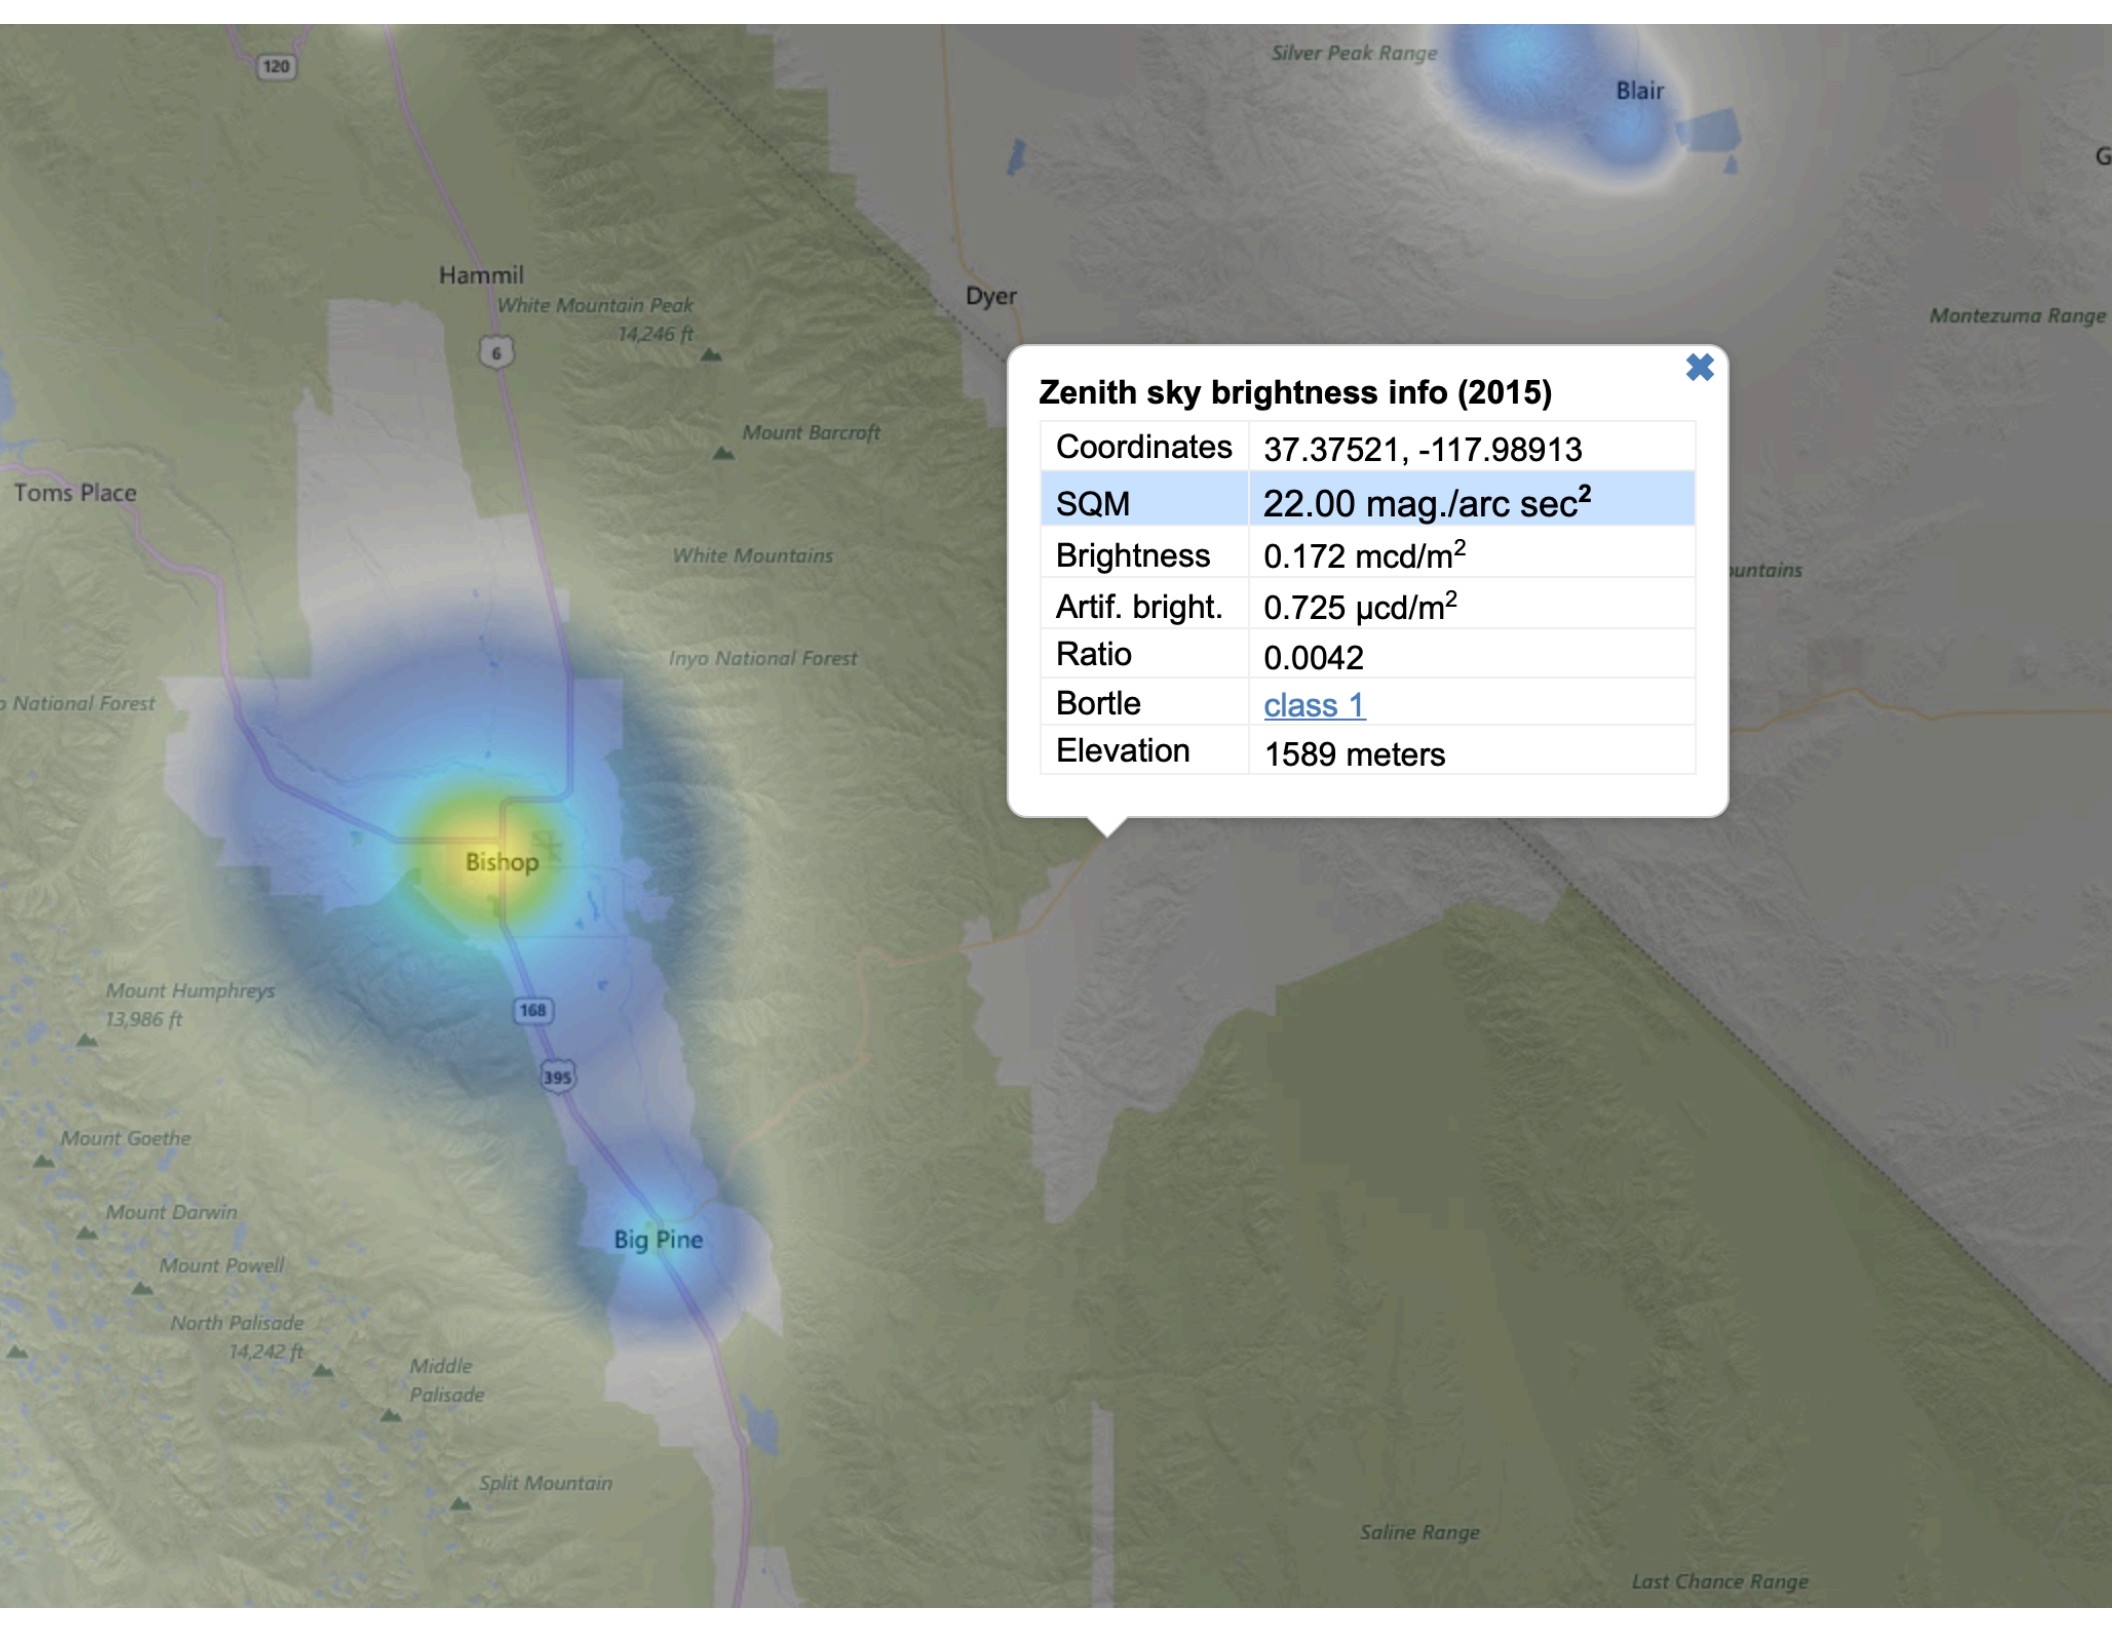 120
Silver Peak Range
Blair
G
Hammil
White Mountain Peak
14,246 ft
6
Dyer
Montezuma Range
Zenith sky brightness info (2015)
Coordinates 37.37521, -117.98913
SQM 22.00 mag./arc sec²
Brightness 0.172 mcd/m²
Artif. bright. 0.725 µcd/m²
Ratio 0.0042
Bortle class 1
Elevation 1589 meters
Mount Barcroft
Toms Place
White Mountains
ountains
Inyo National Forest
o National Forest
Bishop
Mount Humphreys
13,986 ft
168
395
Mount Goethe
Mount Darwin
Big Pine
Mount Powell
North Palisade
14,242 ft
Middle
Palisade
Split Mountain
Saline Range
Last Chance Range